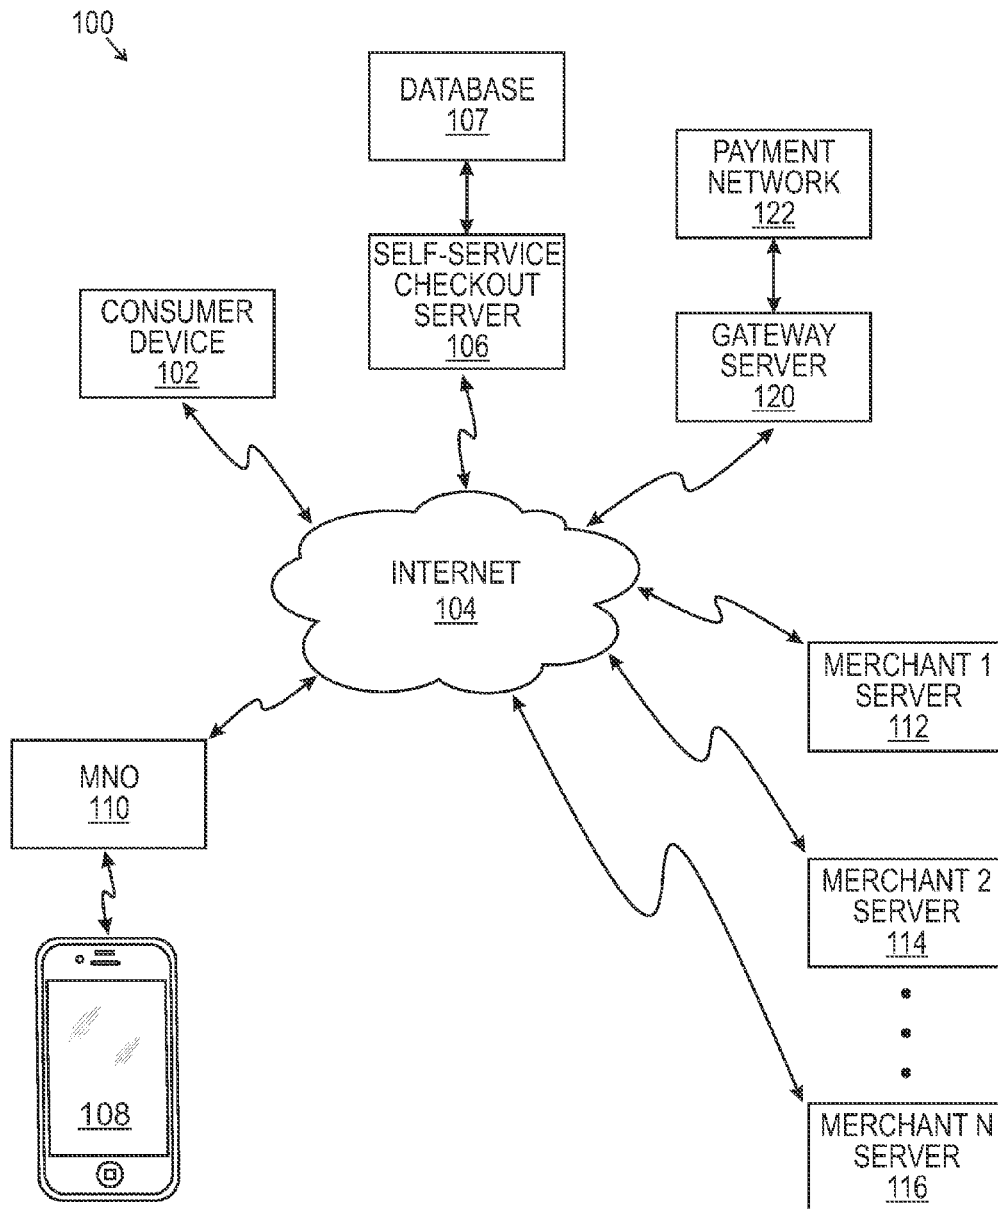 100
DATABASE
107
PAYMENT
NETWORK
122
SELF-SERVICE
CHECKOUT
SERVER
106
CONSUMER
DEVICE
102
GATEWAY
SERVER
120
INTERNET
104
MERCHANT 1
SERVER
112
MNO
110
MERCHANT 2
SERVER
114
108
MERCHANT N
SERVER
116